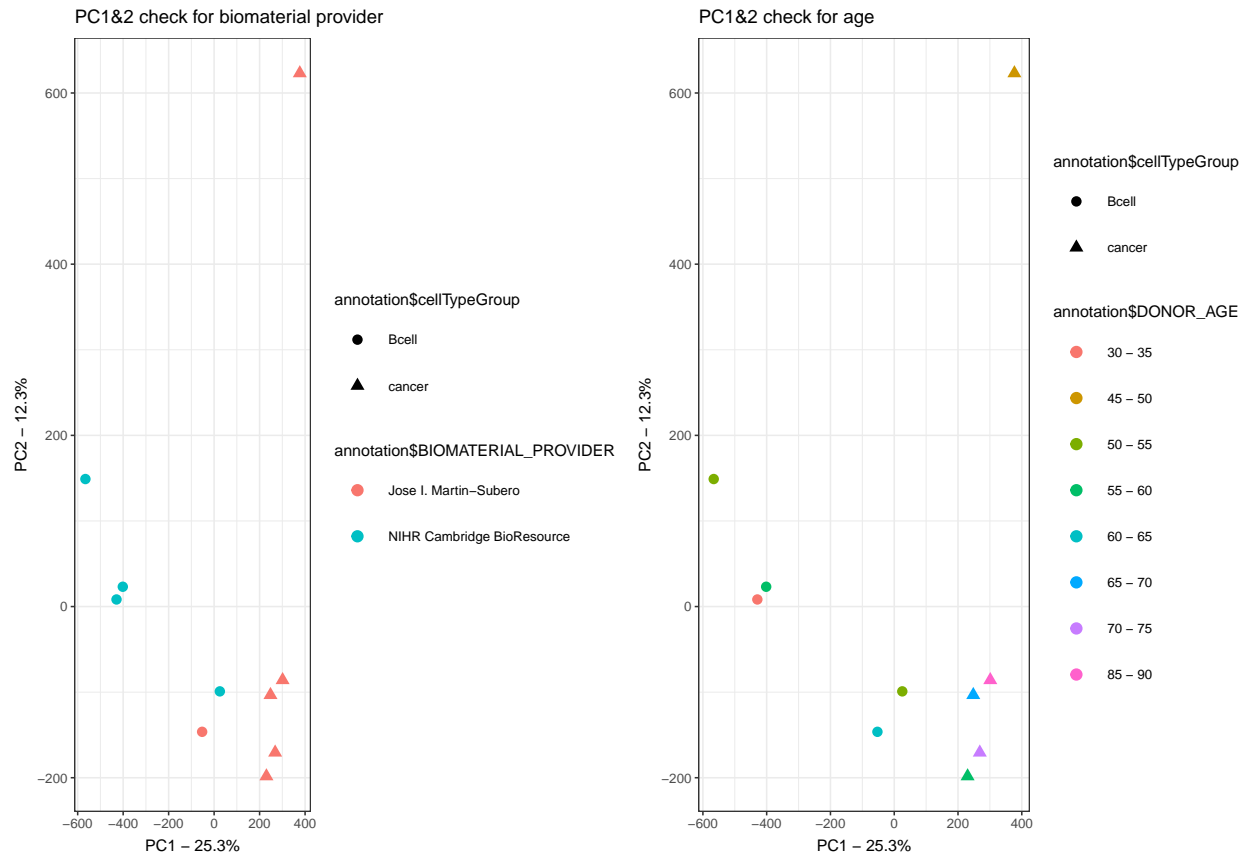 PC1&2 check for biomaterial provider
600
400
200
0
−200
PC2 − 12.3%
−600 −400 −200 0 200 400
PC1 − 25.3%
annotation$cellTypeGroup
Bcell
cancer
annotation$BIOMATERIAL_PROVIDER
Jose I. Martin−Subero
NIHR Cambridge BioResource
PC1&2 check for age
600
400
200
0
−200
PC2 − 12.3%
−600 −400 −200 0 200 400
PC1 − 25.3%
annotation$cellTypeGroup
Bcell
cancer
annotation$DONOR_AGE
30 − 35
45 − 50
50 − 55
55 − 60
60 − 65
65 − 70
70 − 75
85 − 90